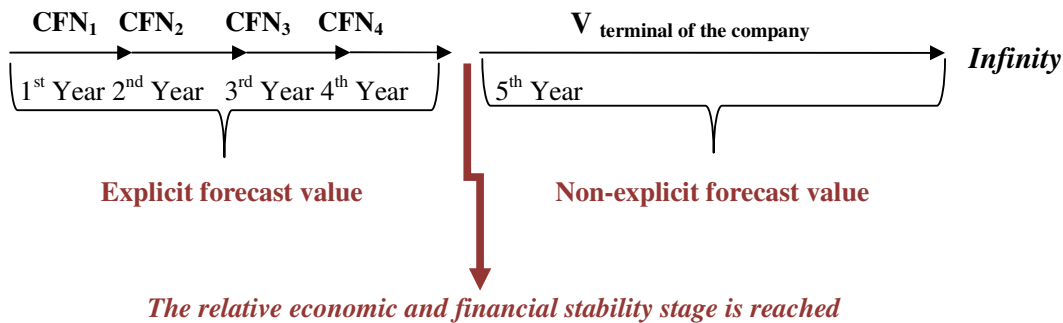 CFN₁ CFN₂ CFN₃ CFN₄ V terminal of the company
Infinity
1ˢᵗ Year 2ⁿᵈ Year 3ʳᵈ Year 4ᵗʰ Year 5ᵗʰ Year
Explicit forecast value Non-explicit forecast value
The relative economic and financial stability stage is reached